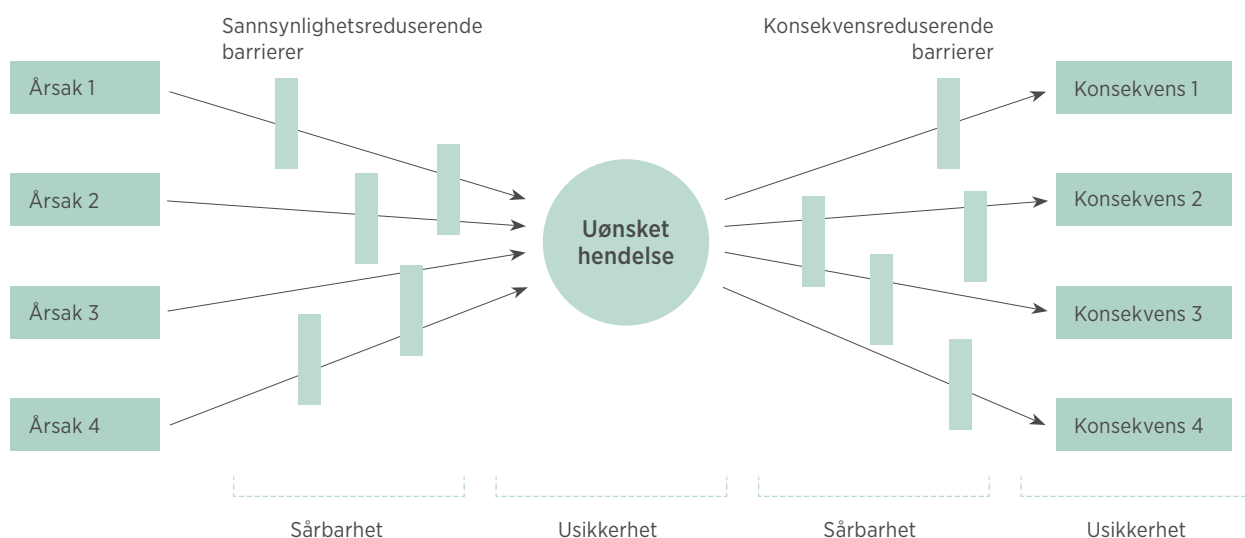 Sannsynlighetsreduserende
barrierer
Konsekvensreduserende
barrierer
Årsak 1
Årsak 2
Årsak 3
Årsak 4
Uønsket
hendelse
Konsekvens 1
Konsekvens 2
Konsekvens 3
Konsekvens 4
Sårbarhet
Usikkerhet
Sårbarhet
Usikkerhet